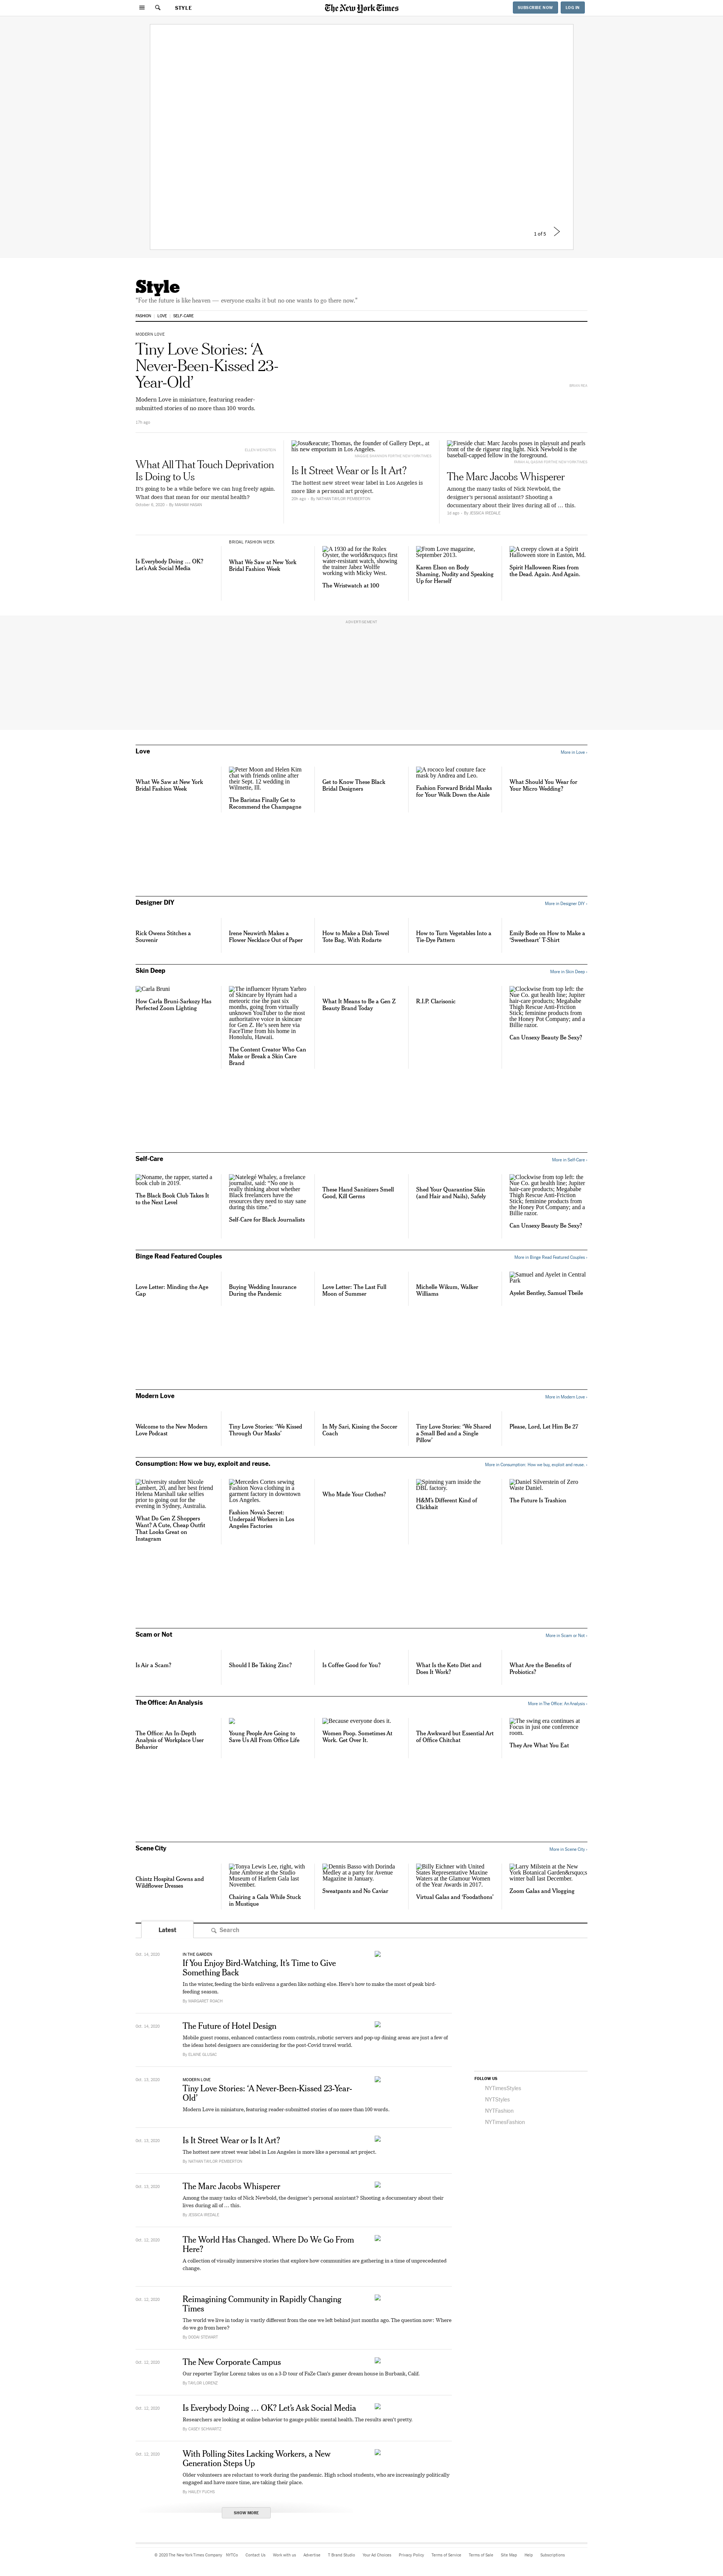 STYLE
The New York Times
SUBSCRIBE NOW
LOG IN
1 of 5
Style
"For the future is like heaven — everyone exalts it but no one wants to go there now."
FASHION
LOVE
SELF-CARE
MODERN LOVE
Tiny Love Stories: ‘A
Never-Been-Kissed 23-
Year-Old’
Modern Love in miniature, featuring reader-
submitted stories of no more than 100 words.
17h ago
BRIAN REA
What All That Touch Deprivation
Is Doing to Us
It’s going to be a while before we can hug freely again.
What does that mean for our mental health?
October 6, 2020 · By MAHAM HASAN
Jos&eacute; Thomas, the founder of Gallery Dept., at
his new emporium in Los Angeles.
Is It Street Wear or Is It Art?
The hottest new street wear label in Los Angeles is
more like a personal art project.
20h ago · By NATHAN TAYLOR PEMBERTON
Fireside chat: Marc Jacobs poses in playsuit and pearls
front of the rigueur ring light. Nick Newbold is the
baseball-capped fellow in the foreground.
The Marc Jacobs Whisperer
Among the many tasks of Nick Newbold, the
designer’s personal assistant? Shooting a
documentary about their lives during all of … this.
1d ago · By JESSICA IREDALE
Is Everybody Doing … OK?
Let’s Ask Social Media
BRIDAL FASHION WEEK
What We Saw at New York
Bridal Fashion Week
A 1930 ad for the Rolex
Oyster, the world&rsquo;s first
water-resistant watch, showing
the trainer Jabez Wolffe
working with Micky West.
The Wristwatch at 100
From Love magazine,
September 2013.
Karen Elson on Body
Shaming, Nudity and Speaking
Up for Herself
A creepy clown at a Spirit
Halloween store in Easton, Md.
Spirit Halloween Rises from
the Dead. Again. And Again.
ADVERTISEMENT
Love
More in Love ›
What We Saw at New York
Bridal Fashion Week
Peter Moon and Helen Kim
chat with friends online after
their Sept. 12 wedding in
Wilmette, Ill.
The Baristas Finally Get to
Recommend the Champagne
Get to Know These Black
Bridal Designers
A rococo leaf couture face
mask by Andrea and Leo.
Fashion Forward Bridal Masks
for Your Walk Down the Aisle
What Should You Wear for
Your Micro Wedding?
Designer DIY
More in Designer DIY ›
Rick Owens Stitches a
Souvenir
Irene Neuwirth Makes a
Flower Necklace Out of Paper
How to Make a Dish Towel
Tote Bag, With Rodarte
How to Turn Vegetables Into a
Tie-Dye Pattern
Emily Bode on How to Make a
‘Sweetheart’ T-Shirt
Skin Deep
More in Skin Deep ›
Carla Bruni
How Carla Bruni-Sarkozy Has
Perfected Zoom Lighting
The influencer Hyram Yarbro
of Skincare by Hyram had a
meteoric rise the past six
months, going from virtually
unknown YouTuber to the most
authoritative voice in skincare
for Gen Z. He’s seen here via
FaceTime from his home in
Honolulu, Hawaii.
The Content Creator Who Can
Make or Break a Skin Care
Brand
What It Means to Be a Gen Z
Beauty Brand Today
R.I.P. Clarisonic
Clockwise from top left: the
Nue Co. gut health line; Jupiter
hair-care products; Megababe
Thigh Rescue Anti-Friction
Stick; feminine products from
the Honey Pot Company; and a
Billie razor.
Can Unsexy Beauty Be Sexy?
Self-Care
More in Self-Care ›
Noname, the rapper, started a
book club in 2019.
The Black Book Club Takes It
to the Next Level
Natelegé Whaley, a freelance
journalist, said: “No one is
really thinking about whether
Black freelancers have the
resources they need to stay sane
during this time.”
Self-Care for Black Journalists
These Hand Sanitizers Smell
Good, Kill Germs
Shed Your Quarantine Skin
(and Hair and Nails), Safely
Clockwise from top left: the
Nue Co. gut health line; Jupiter
hair-care products; Megababe
Thigh Rescue Anti-Friction
Stick; feminine products from
the Honey Pot Company; and a
Billie razor.
Can Unsexy Beauty Be Sexy?
Binge Read Featured Couples
More in Binge Read Featured Couples ›
Love Letter: Minding the Age
Gap
Buying Wedding Insurance
During the Pandemic
Love Letter: The Last Full
Moon of Summer
Michelle Wikum, Walker
Williams
Samuel and Ayelet in Central
Park
Ayelet Bentley, Samuel Theile
Modern Love
More in Modern Love ›
Welcome to the New Modern
Love Podcast
Tiny Love Stories: ‘We Kissed
Through Our Masks’
In My Sari, Kissing the Soccer
Coach
Tiny Love Stories: ‘We Shared
a Small Bed and a Single
Pillow’
Please, Lord, Let Him Be 27
Consumption: How we buy, exploit and reuse.
More in Consumption: How we buy, exploit and reuse. ›
University student Nicole
Lambert, 20, and her best friend
Helena Marshall take selfies
prior to going out for the
evening in Sydney, Australia.
What Do Gen Z Shoppers
Want? A Cute, Cheap Outfit
That Looks Great on
Instagram
Mercedes Cortes sewing
Fashion Nova clothing in a
garment factory in downtown
Los Angeles.
Fashion Nova’s Secret:
Underpaid Workers in Los
Angeles Factories
Who Made Your Clothes?
Spinning yarn inside the
DBL factory.
H&M’s Different Kind of
Clickbait
Daniel Silverstein of Zero
Waste Daniel.
The Future Is Trashion
Scam or Not
More in Scam or Not ›
Is Air a Scam?
Should I Be Taking Zinc?
Is Coffee Good for You?
What Is the Keto Diet and
Does It Work?
What Are the Benefits of
Probiotics?
The Office: An Analysis
More in The Office: An Analysis ›
The Office: An In-Depth
Analysis of Workplace User
Behavior
Young People Are Going to
Save Us All From Office Life
Because everyone does it.
Women Poop. Sometimes At
Work. Get Over It.
The Awkward but Essential Art
of Office Chitchat
The swing era continues at
Focus in just one conference
room.
They Are What You Eat
Scene City
More in Scene City ›
Chintz Hospital Gowns and
Wildflower Dresses
Tonya Lewis Lee, right, with
Jane Ambrose at the Studio
Museum of Harlem Gala last
November.
Chairing a Gala While Stuck
in Mustique
Dennis Basso with Dorinda
Medley at a party for Avenue
Magazine in January.
Sweatpants and No Caviar
Billy Eichner with United
States Representative Maxine
Waters at the Glamour Women
of the Year Awards in 2017.
Virtual Galas and ‘Foodathons’
Larry Milstein at the New
York Botanical Garden&rsquo;s
winter ball last December.
Zoom Galas and Vlogging
Latest
Search
Oct. 14, 2020
IN THE GARDEN
If You Enjoy Bird-Watching, It’s Time to Give
Something Back
In the winter, feeding the birds enlivens a garden like nothing else. Here’s how to make the most of peak bird-
feeding season.
By MARGARET ROACH
Oct. 14, 2020
The Future of Hotel Design
Mobile guest rooms, enhanced contactless room controls, robotic servers and pop-up dining areas are just a few of
the ideas hotel designers are considering for the post-Covid travel world.
By ELAINE GLUSAC
Oct. 13, 2020
MODERN LOVE
Tiny Love Stories: ‘A Never-Been-Kissed 23-Year-
Old’
Modern Love in miniature, featuring reader-submitted stories of no more than 100 words.
Oct. 13, 2020
Is It Street Wear or Is It Art?
The hottest new street wear label in Los Angeles is more like a personal art project.
By NATHAN TAYLOR PEMBERTON
Oct. 13, 2020
The Marc Jacobs Whisperer
Among the many tasks of Nick Newbold, the designer’s personal assistant? Shooting a documentary about their
lives during all of … this.
By JESSICA IREDALE
Oct. 12, 2020
The World Has Changed. Where Do We Go From
Here?
A collection of visually immersive stories that explore how communities are gathering in a time of unprecedented
change.
Oct. 12, 2020
Reimagining Community in Rapidly Changing
Times
The world we live in today is vastly different from the one we left behind just months ago. The question now: Where
do we go from here?
By DODAI STEWART
Oct. 12, 2020
The New Corporate Campus
Our reporter Taylor Lorenz takes us on a 3-D tour of FaZe Clan’s gamer dream house in Burbank, Calif.
By TAYLOR LORENZ
Oct. 12, 2020
Is Everybody Doing … OK? Let’s Ask Social Media
Researchers are looking at online behavior to gauge public mental health. The results aren’t pretty.
By CASEY SCHWARTZ
Oct. 12, 2020
With Polling Sites Lacking Workers, a New
Generation Steps Up
Older volunteers are reluctant to work during the pandemic. High school students, who are increasingly politically
engaged and have more time, are taking their place.
By HAILEY FUCHS
SHOW MORE
FOLLOW US
NYTimesStyles
NYTStyles
NYTFashion
NYTimesFashion
© 2020 The New York Times Company
NYTCo
Contact Us
Work with us
Advertise
T Brand Studio
Your Ad Choices
Privacy Policy
Terms of Service
Terms of Sale
Site Map
Help
Subscriptions